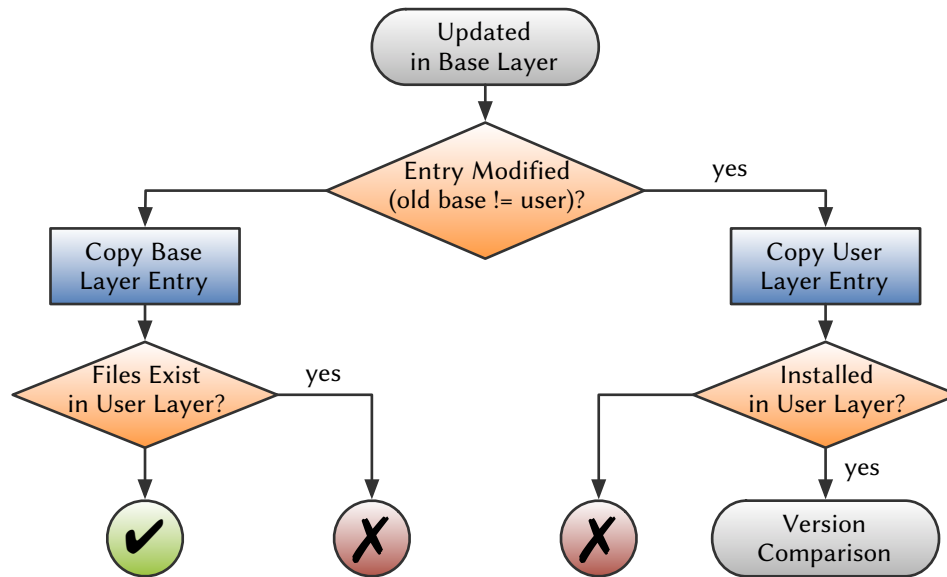 Updated
in Base Layer
Entry Modified
(old base != user)?
yes
Copy Base
Layer Entry
Copy User
Layer Entry
Files Exist
in User Layer?
yes
Installed
in User Layer?
yes
✔
✗
✗
Version
Comparison